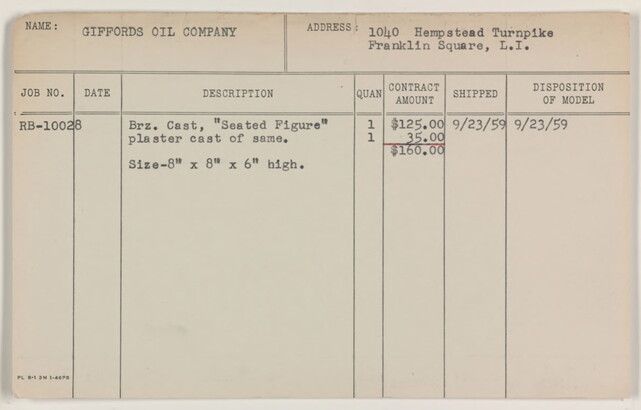 NAME: GIFFORDS OIL COMPANY ADDRESS: 1040 Hempstead Turnpike
Franklin Square, L.I.
JOB NO. DATE DESCRIPTION QUAN CONTRACT AMOUNT SHIPPED DISPOSITION OF MODEL
RB-10028 Brz. Cast, "Seated Figure" 1 $125.00 9/23/59 9/23/59
plaster cast of same. 1 35.00
$160.00
Size-8" x 8" x 6" high.